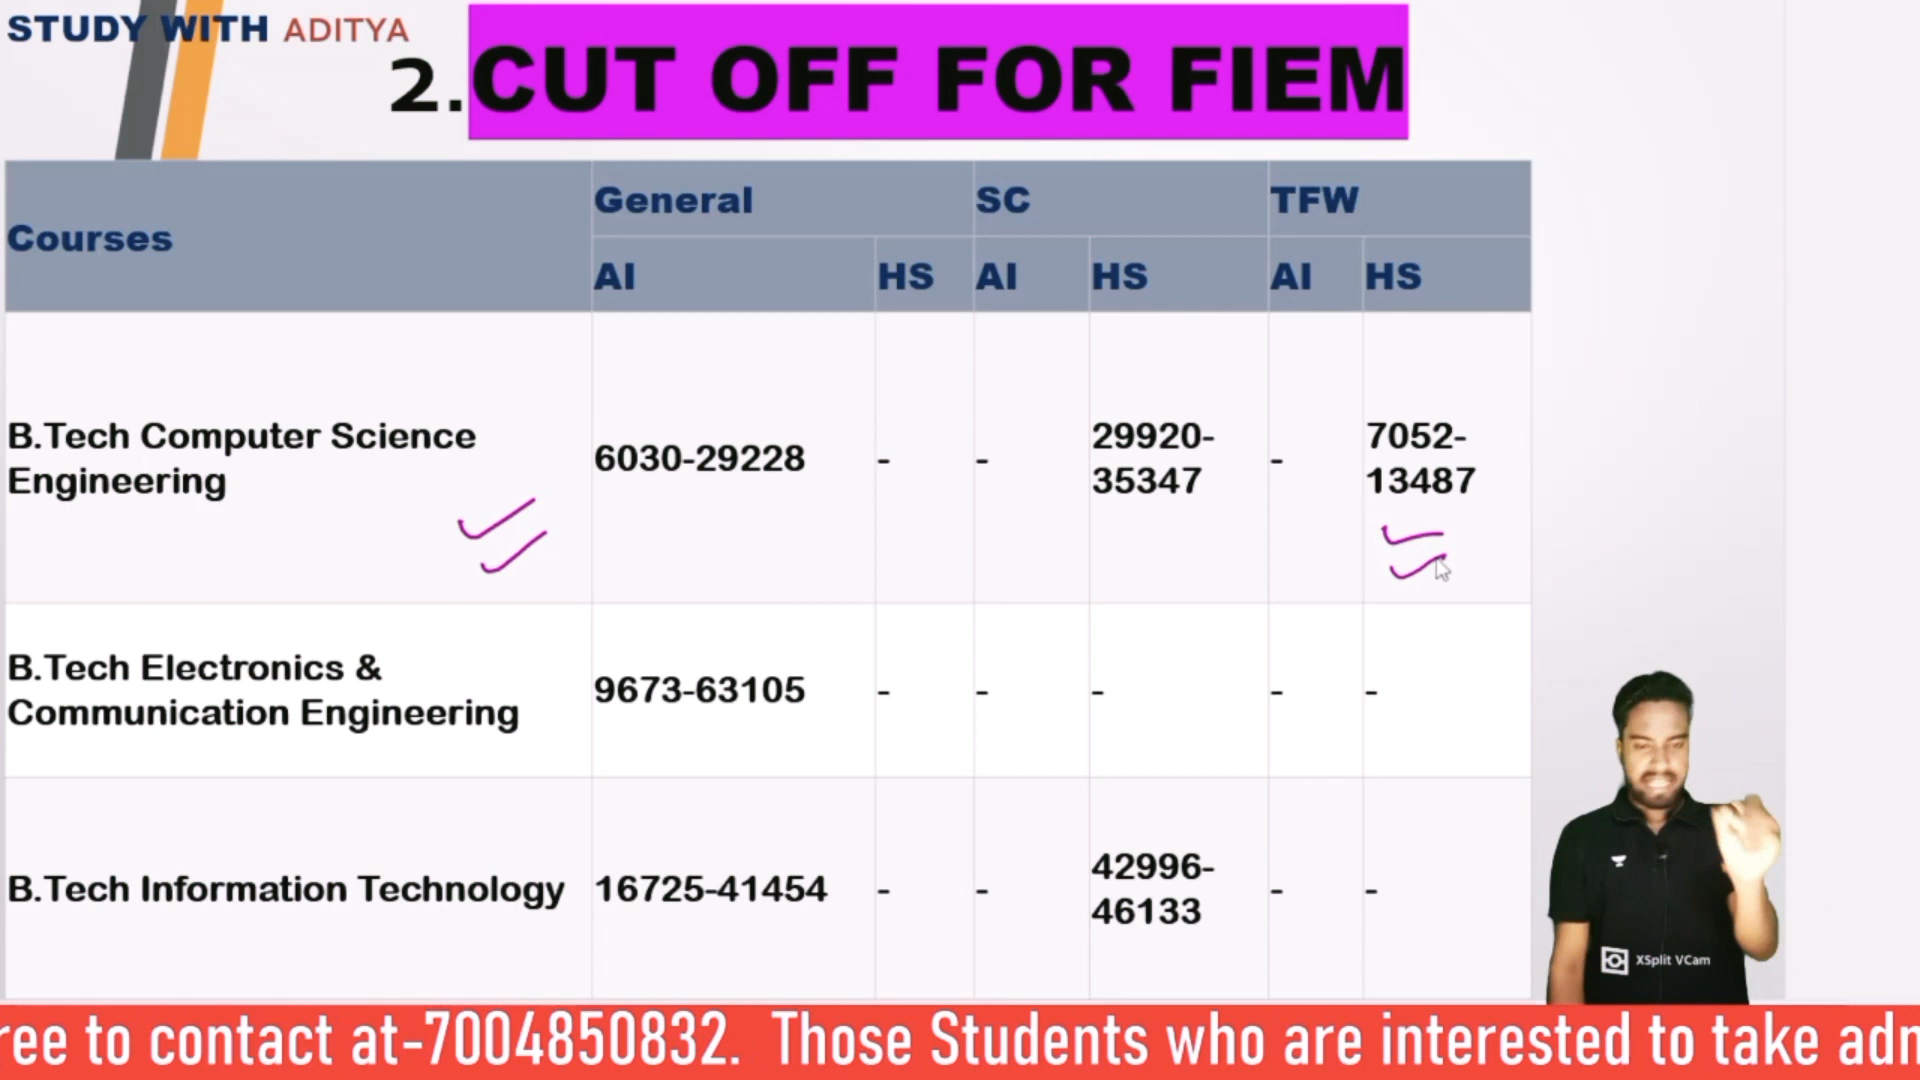 STUDY WITH ADITYA
2.CUT OFF FOR FIEM
Courses
General
SC
TFW
AI
HS
AI
HS
AI
HS
B.Tech Computer Science
Engineering
6030-29228
-
-
29920-
35347
-
7052-
13487
B.Tech Electronics &
Communication Engineering
9673-63105
-
-
-
-
-
B.Tech Information Technology
16725-41454
-
-
42996-
46133
-
-
XSplit VCam
ree to contact at-7004850832. Those Students who are interested to take adn